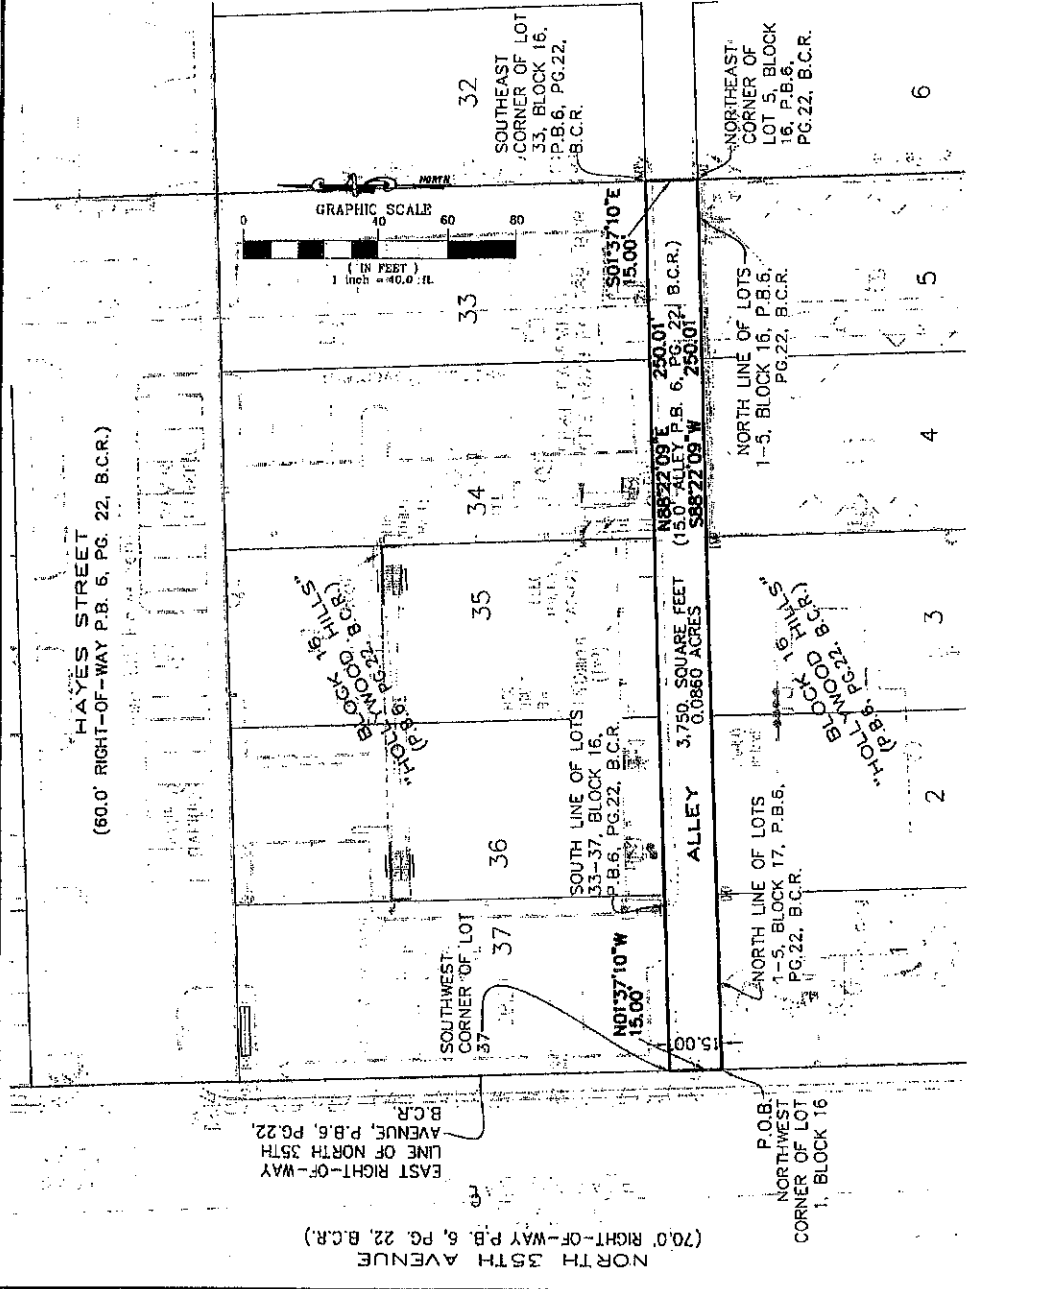 HAYES STREET
(60.0' RIGHT-OF-WAY P.B. 6, PG. 22, B.C.R.)
NORTH
GRAPHIC SCALE
0 40 60 80
( IN FEET )
1 inch = 40.0 ft.
32
33
34
35
36
37
SOUTHEAST
CORNER OF LOT
33, BLOCK 16,
P.B.6, PG.22,
B.C.R.
BLOCK 16
"HOLLYWOOD HILLS"
(P.B.6, PG.22, B.C.R.)
SOUTHWEST
CORNER OF LOT
37
SOUTH LINE OF LOTS
33-37, BLOCK 16,
P.B.6, PG.22, B.C.R.
S01°37'10"E
15.00'
N01°37'10"W
15.00'
N88°22'09"E 250.01'
(15.0' ALLEY P.B. 6, PG. 22, B.C.R.)
S88°22'09"W 250.01'
ALLEY
3,750 SQUARE FEET
0.0860 ACRES
15.00'
NORTHEAST
CORNER OF
LOT 5, BLOCK
16, P.B.6,
PG.22, B.C.R.
NORTH LINE OF LOTS
1-5, BLOCK 16, P.B.6,
PG.22, B.C.R.
NORTH LINE OF LOTS
1-5, BLOCK 17, P.B.6,
PG.22, B.C.R.
BLOCK 16
"HOLLYWOOD HILLS"
(P.B.6, PG.22, B.C.R.)
1
2
3
4
5
6
P.O.B.
NORTHWEST
CORNER OF LOT
1, BLOCK 16
EAST RIGHT-OF-WAY
LINE OF NORTH 35TH
AVENUE, P.B.6, PG.22,
B.C.R.
NORTH 35TH AVENUE
(70.0' RIGHT-OF-WAY P.B. 6, PG. 22, B.C.R.)